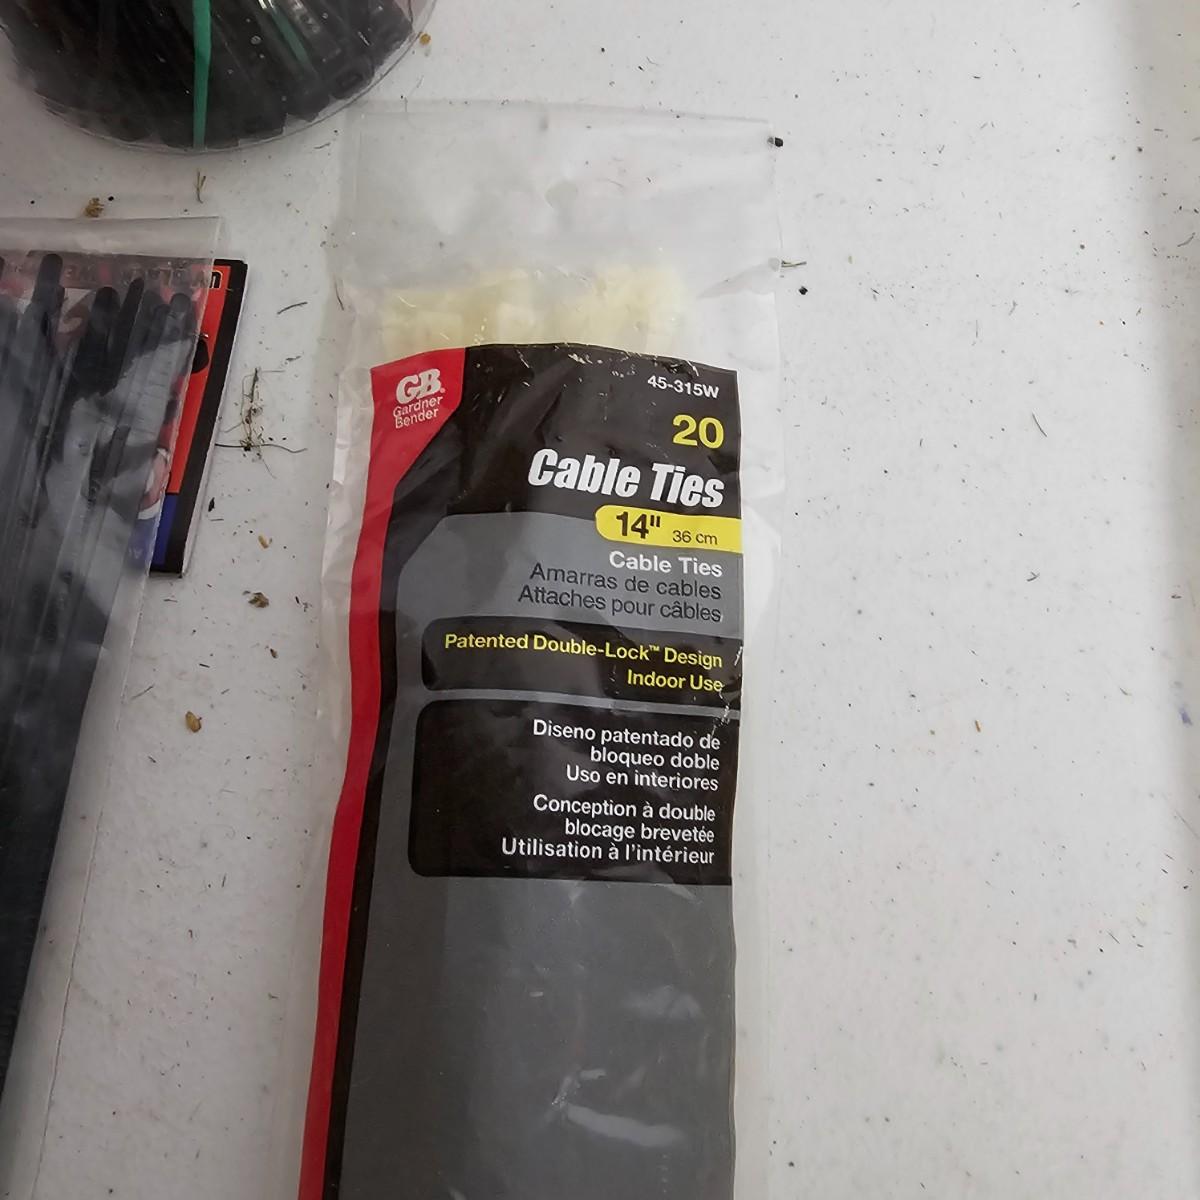 GB®
Gardner
Bender
45-315W
20
Cable Ties
14" 36 cm
Cable Ties
Amarras de cables
Attaches pour câbles
Patented Double-Lock™ Design
Indoor Use
Diseno patentado de
bloqueo doble
Uso en interiores
Conception à double
blocage brevetée
Utilisation à l'intérieur